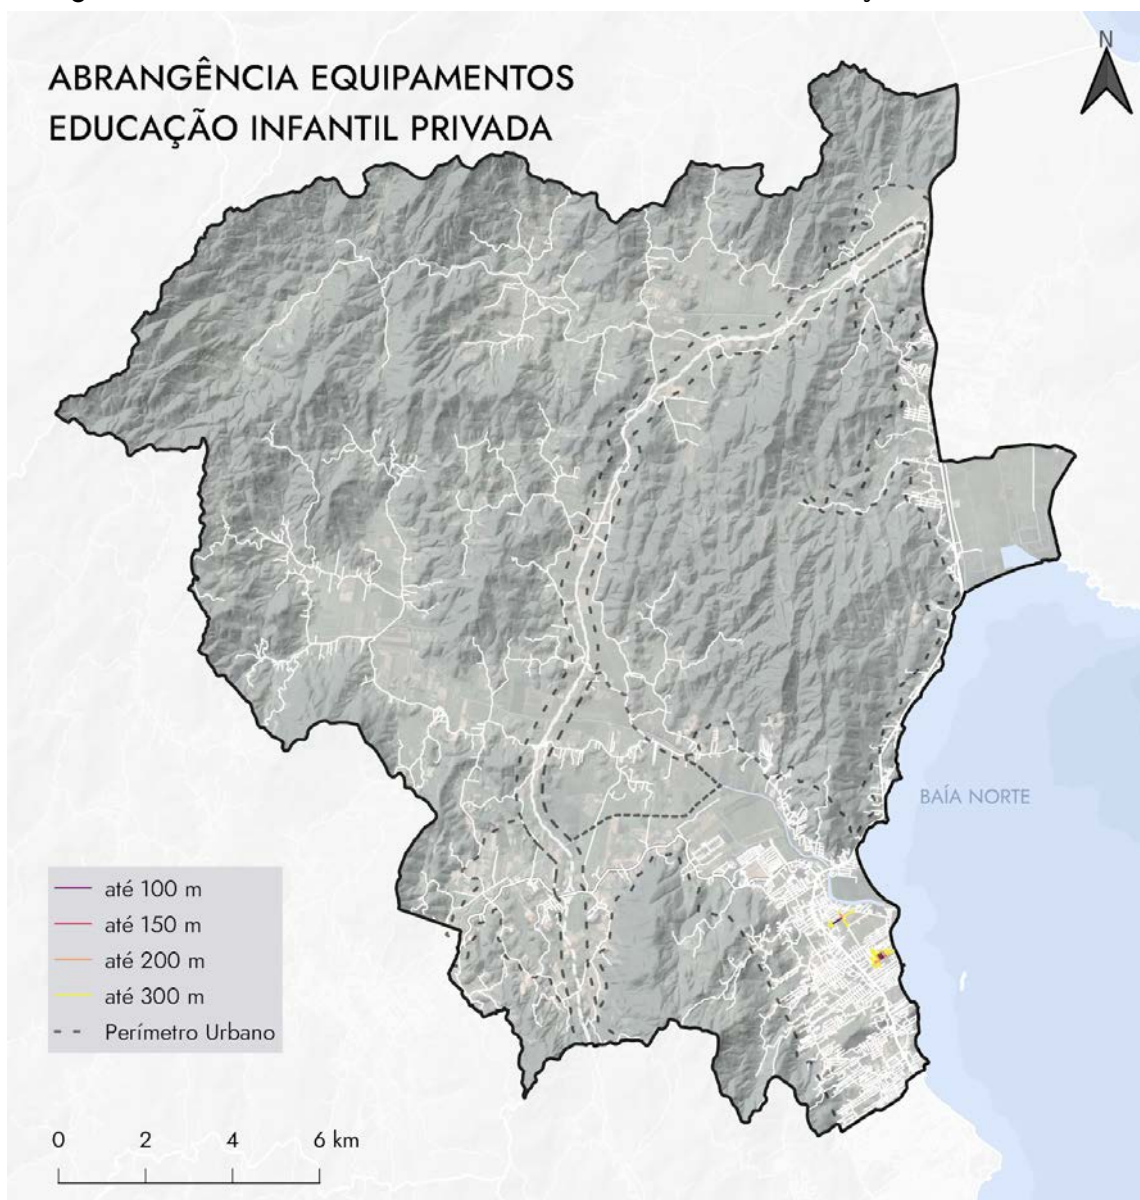 ABRANGÊNCIA EQUIPAMENTOS
EDUCAÇÃO INFANTIL PRIVADA
N
BAÍA NORTE
até 100 m
até 150 m
até 200 m
até 300 m
Perímetro Urbano
0 2 4 6 km